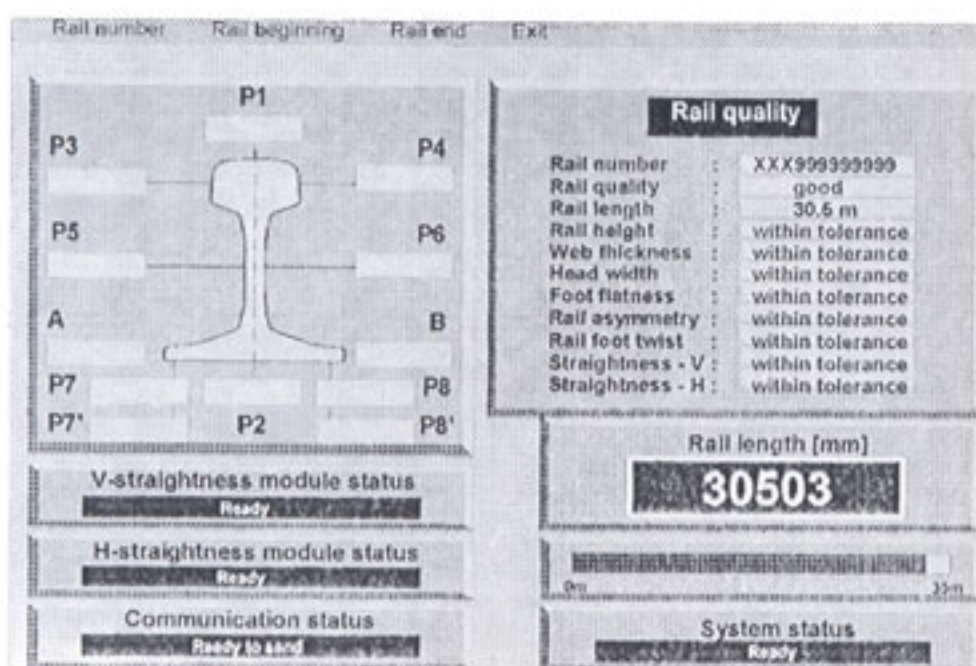 Rail number Rail beginning Rail end Exit
P1
P3 P4
P5 P6
A B
P7 P8
P7' P2 P8'
V-straightness module status
Ready
H-straightness module status
Ready
Communication status
Ready to send
Rail quality
Rail number : XXX999999999
Rail quality : good
Rail length : 30.5 m
Rail height : within tolerance
Web thickness : within tolerance
Head width : within tolerance
Foot flatness : within tolerance
Rail asymmetry : within tolerance
Rail foot twist : within tolerance
Straightness - V : within tolerance
Straightness - H : within tolerance
Rail length [mm]
30503
0m
System status
Ready